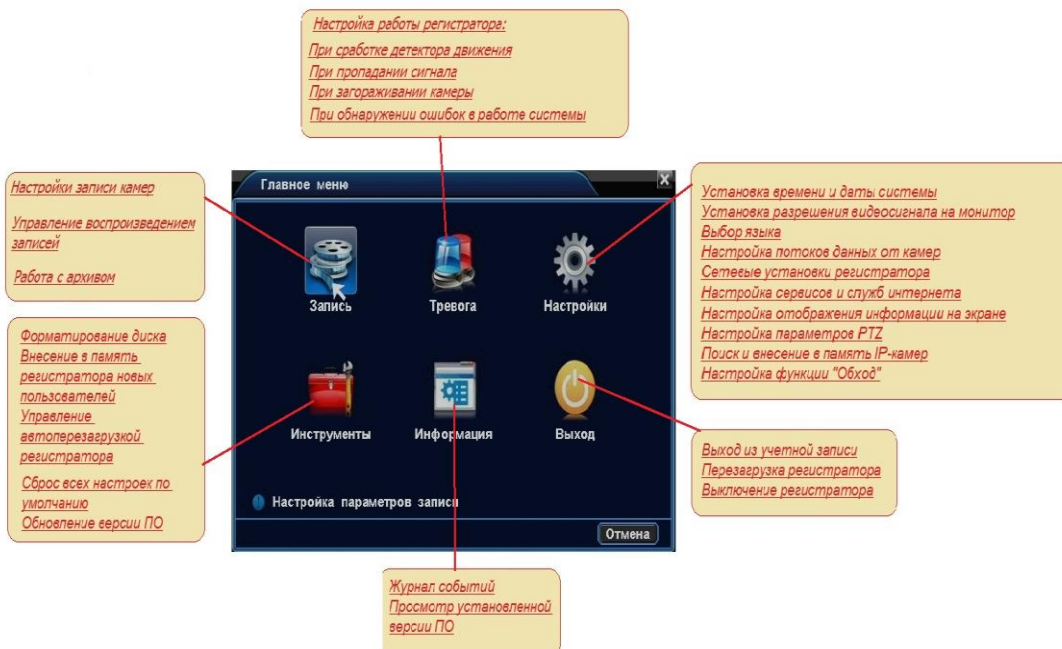 Настройка работы регистратора:
При сработке детектора движения
При пропадании сигнала
При загораживании камеры
При обнаружении ошибок в работе системы
Настройки записи камер
Управление воспроизведением
записей
Работа с архивом
Форматирование диска
Внесение в память
регистратора новых
пользователей
Управление
автоперезагрузкой
регистратора
Сброс всех настроек по
умолчанию
Обновление версии ПО
Главное меню
X
Запись
Тревога
Настройки
Инструменты
Информация
Выход
Настройка параметров записи
Отмена
Установка времени и даты системы
Установка разрешения видеосигнала на монитор
Выбор языка
Настройка потоков данных от камер
Сетевые установки регистратора
Настройка сервисов и служб интернета
Настройка отображения информации на экране
Настройка параметров PTZ
Поиск и внесение в память IP-камер
Настройка функции "Обход"
Выход из учетной записи
Перезагрузка регистратора
Выключение регистратора
Журнал событий
Просмотр установленной
версии ПО